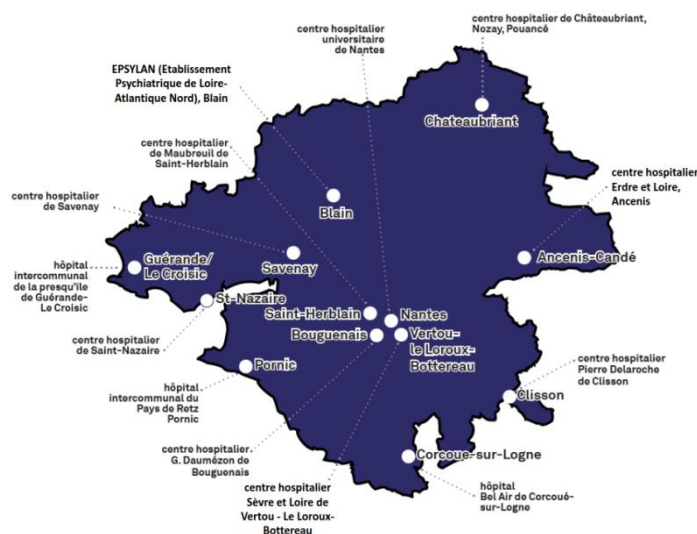 centre hospitalier
universitaire
de Nantes
centre hospitalier de Châteaubriant,
Nozay, Pouancé
EPSYLAN (Etablissement
Psychiatrique de Loire-
Atlantique Nord), Blain
centre hospitalier
de Maubreuil de
Saint-Herblain
centre hospitalier
de Savenay
hôpital
intercommunal
de la presqu'île
de Guérande-
Le Croisic
centre hospitalier
de Saint-Nazaire
hôpital
intercommunal du
Pays de Retz
Pornic
centre hospitalier
G. Daumézon de
Bouguenais
centre hospitalier
Sèvre et Loire de
Vertou - Le Loroux-
Bottereau
hôpital
Bel Air de Corcoué-
sur-Logne
centre hospitalier
Pierre Delaroche
de Clisson
centre hospitalier
Erdre et Loire,
Ancenis
Chateaubriant
Blain
Ancenis-Candé
Guérande/
Le Croisic
Savenay
St-Nazaire
Saint-Herblain
Nantes
Bouguenais
Vertou-
le Loroux-
Bottereau
Pornic
Clisson
Corcoue-sur-Logne